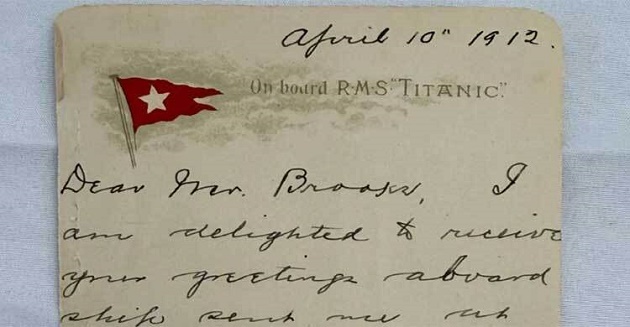 April 10" 1912.
On board R·M·S·"TITANIC."
Dear Mr. Brooks, I
am delighted to receive
your greetings aboard
ship sent me at